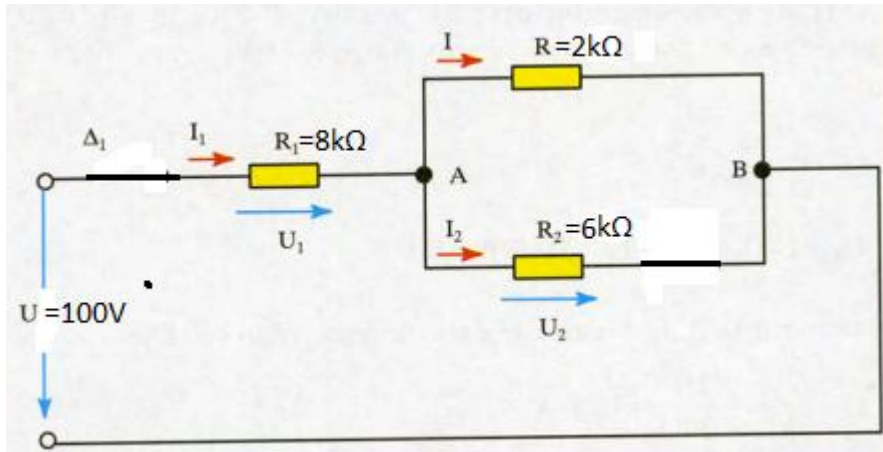 I
R=2kΩ
Δ₁
I₁
R₁=8kΩ
A
B
U₁
I₂
R₂=6kΩ
U=100V
U₂